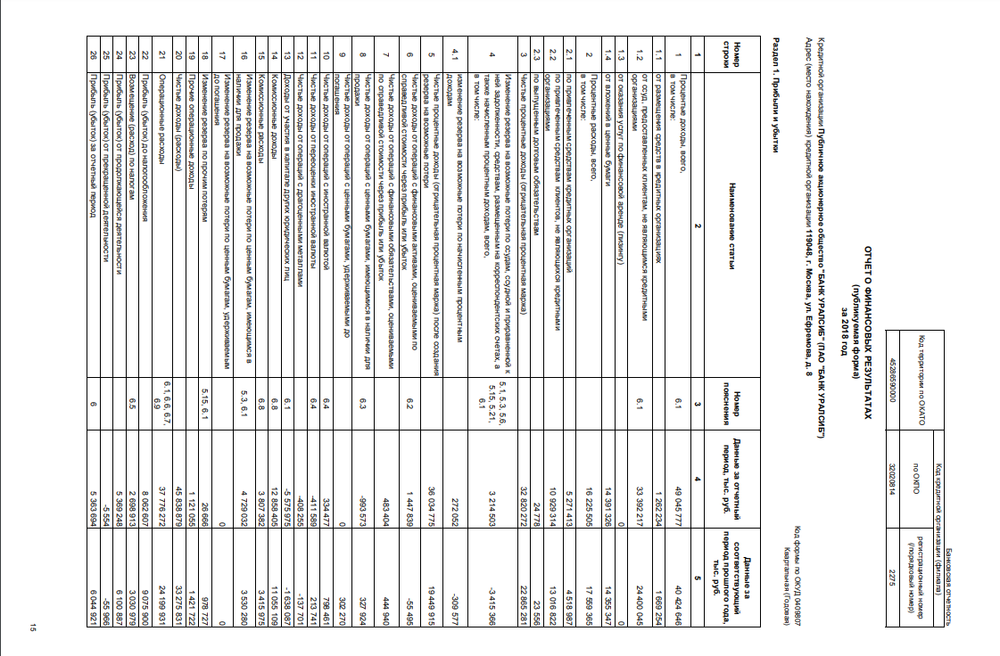 Банковская отчетность
Код территории по ОКАТО
Код кредитной организации (филиала)
по ОКПО
регистрационный номер
(/порядковый номер)
45286590000
32020814
2275
ОТЧЕТ О ФИНАНСОВЫХ РЕЗУЛЬТАТАХ
(публикуемая форма)
за 2018 год
Кредитной организации Публичное акционерное общество "БАНК УРАЛСИБ" (ПАО "БАНК УРАЛСИБ")
Адрес (место нахождения) кредитной организации 119048, г. Москва, ул. Ефремова, д. 8
Код формы по ОКУД 0409807
Квартальная (Годовая)
Раздел 1. Прибыли и убытки
Номер строки Наименование статьи Номер пояснения Данные за отчетный период, тыс. руб. Данные за соответствующий период прошлого года, тыс. руб.
1 2 3 4 5
1 Процентные доходы, всего, в том числе: 6.1 49 045 777 40 424 646
1.1 от размещения средств в кредитных организациях 1 262 234 1 669 254
1.2 от ссуд, предоставленных клиентам, не являющимся кредитными организациями 6.1 33 392 217 24 400 045
1.3 от оказания услуг по финансовой аренде (лизингу) 0 0
1.4 от вложений в ценные бумаги 14 391 326 14 355 347
2 Процентные расходы, всего, в том числе: 16 225 505 17 559 365
2.1 по привлеченным средствам кредитных организаций 5 271 413 4 518 987
2.2 по привлеченным средствам клиентов, не являющихся кредитными организациями 10 929 314 13 016 822
2.3 по выпущенным долговым обязательствам 24 778 23 556
3 Чистые процентные доходы (отрицательная процентная маржа) 32 820 272 22 865 281
4 Изменение резерва на возможные потери по ссудам, ссудной и приравненной к ней задолженности, средствам, размещенным на корреспондентских счетах, а также начисленным процентным доходам, всего, в том числе: 5.1, 5.3, 5.6, 5.15, 5.21, 6.1 3 214 503 -3 415 366
4.1 изменение резерва на возможные потери по начисленным процентным 272 052 -309 577
5 Чистые процентные доходы (отрицательная процентная маржа) после создания резерва на возможные потери 36 034 775 19 449 915
6 Чистые доходы от операций с финансовыми активами, оцениваемыми по справедливой стоимости через прибыль или убыток 6.2 1 447 839 -55 495
7 Чистые доходы от операций с финансовыми обязательствами, оцениваемыми по справедливой стоимости через прибыль или убыток 483 404 444 940
8 Чистые доходы от операций с ценными бумагами, имеющимися в наличии для продажи 6.3 -993 573 327 924
9 Чистые доходы от операций с ценными бумагами, удерживаемыми до погашения 0 302 270
10 Чистые доходы от операций с иностранной валютой 6.4 334 477 798 461
11 Чистые доходы от переоценки иностранной валюты 6.4 -411 589 213 741
12 Чистые доходы от операций с драгоценными металлами -408 255 -137 701
13 Доходы от участия в капитале других юридических лиц 6.1 -5 575 975 -1 638 087
14 Комиссионные доходы 6.8 12 858 405 11 055 109
15 Комиссионные расходы 6.8 3 807 382 3 415 975
16 Изменение резерва на возможные потери по ценным бумагам, имеющимся в наличии для продажи 5.3, 6.1 4 729 032 3 530 280
17 Изменение резерва на возможные потери по ценным бумагам, удерживаемым до погашения 0 0
18 Изменение резерва по прочим потерям 5.15, 6.1 26 666 978 727
19 Прочие операционные доходы 1 121 055 1 421 722
20 Чистые доходы (расходы) 45 838 879 33 275 831
21 Операционные расходы 6.1, 6.6, 6.7, 6.9 37 776 272 24 199 931
22 Прибыль (убыток) до налогообложения 8 062 607 9 075 900
23 Возмещение (расход) по налогам 6.5 2 698 913 3 030 979
24 Прибыль (убыток) от продолжающейся деятельности 5 369 248 6 100 887
25 Прибыль (убыток) от прекращенной деятельности -5 554 -55 966
26 Прибыль (убыток) за отчетный период 6 5 363 694 6 044 921
15